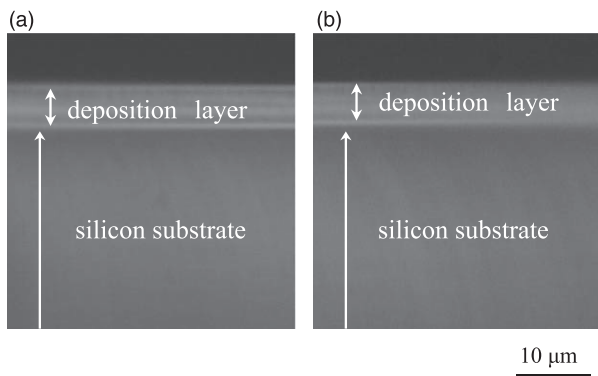 (a) (b)
deposition layer deposition layer
silicon substrate silicon substrate
10 μm